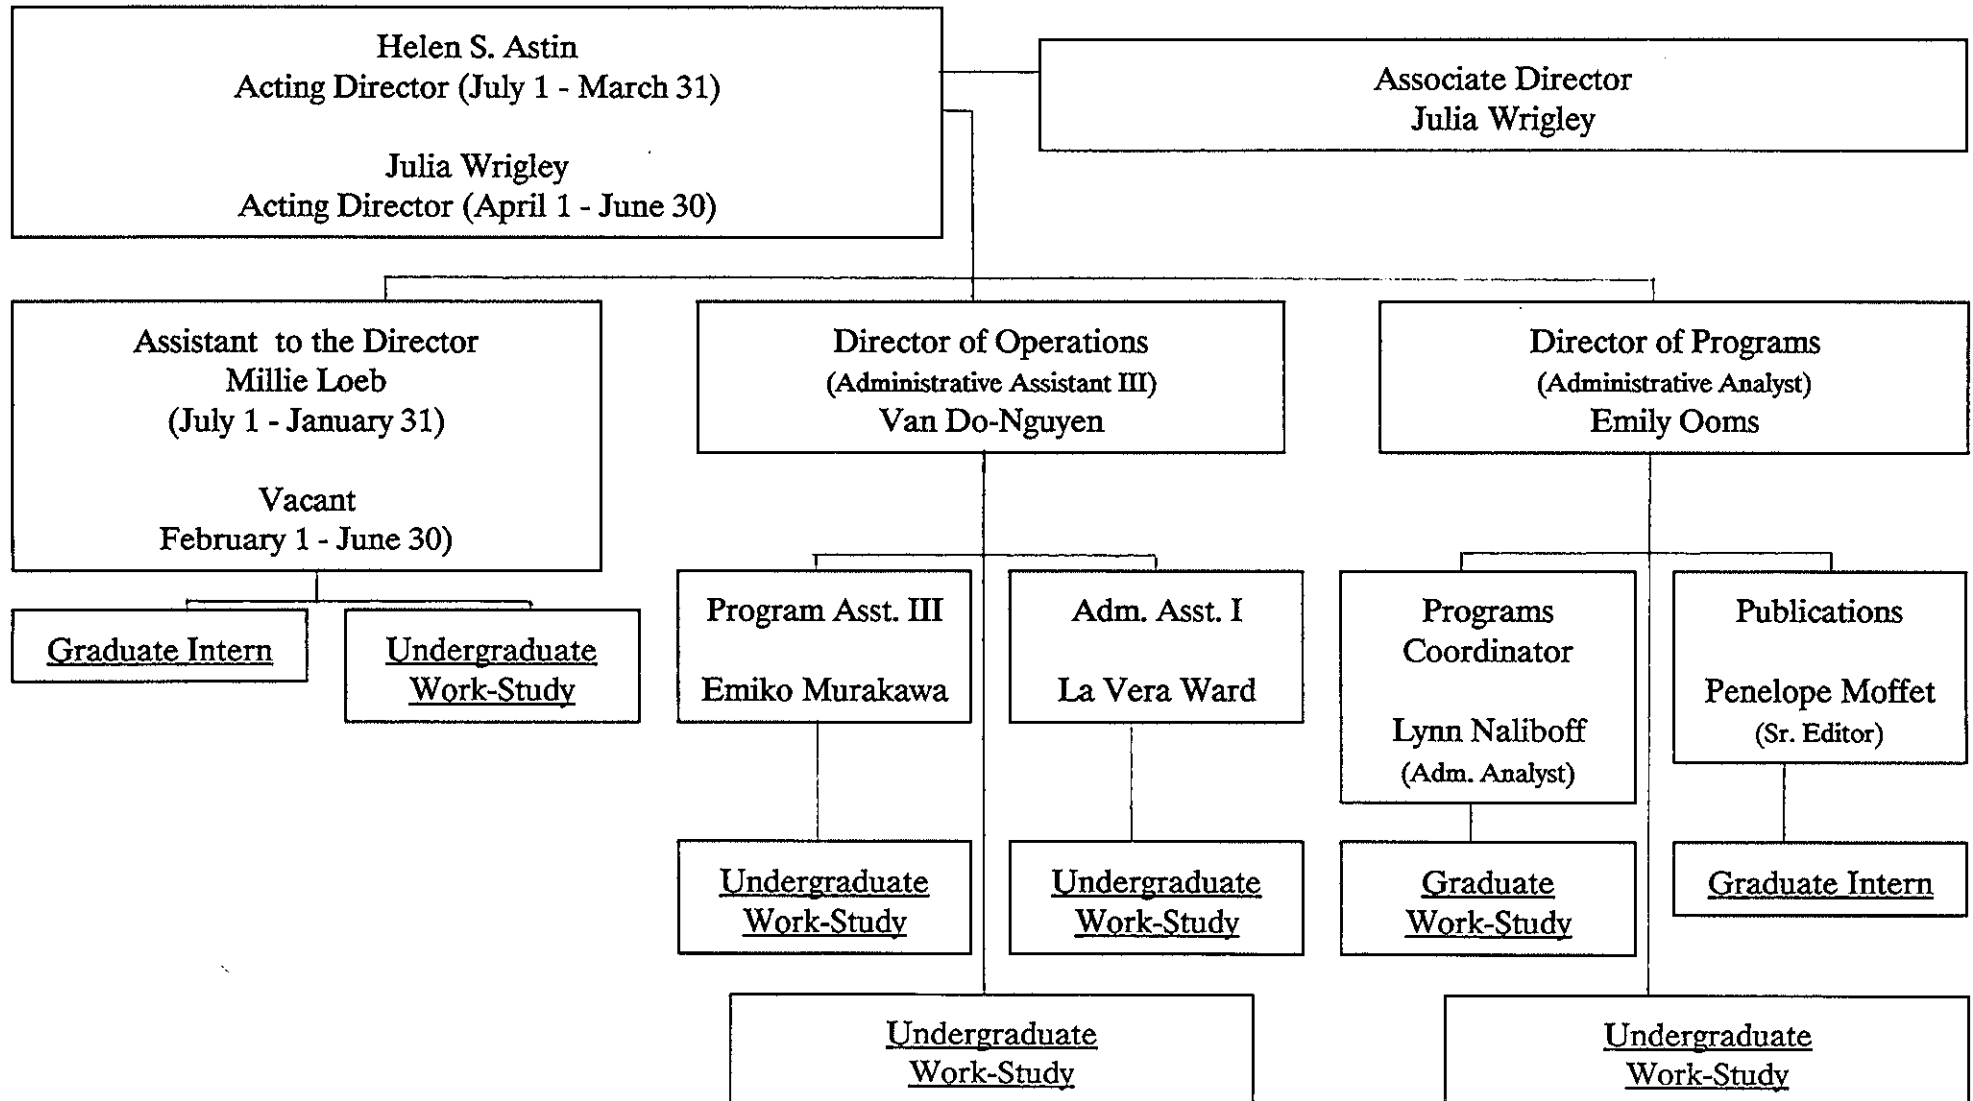 Helen S. Astin
Acting Director (July 1 - March 31)
Julia Wrigley
Acting Director (April 1 - June 30)
Associate Director
Julia Wrigley
Assistant to the Director
Millie Loeb
(July 1 - January 31)
Vacant
February 1 - June 30)
Director of Operations
(Administrative Assistant III)
Van Do-Nguyen
Director of Programs
(Administrative Analyst)
Emily Ooms
Graduate Intern
Undergraduate
Work-Study
Program Asst. III
Emiko Murakawa
Adm. Asst. I
La Vera Ward
Programs
Coordinator
Lynn Naliboff
(Adm. Analyst)
Publications
Penelope Moffet
(Sr. Editor)
Undergraduate
Work-Study
Undergraduate
Work-Study
Graduate
Work-Study
Graduate Intern
Undergraduate
Work-Study
Undergraduate
Work-Study